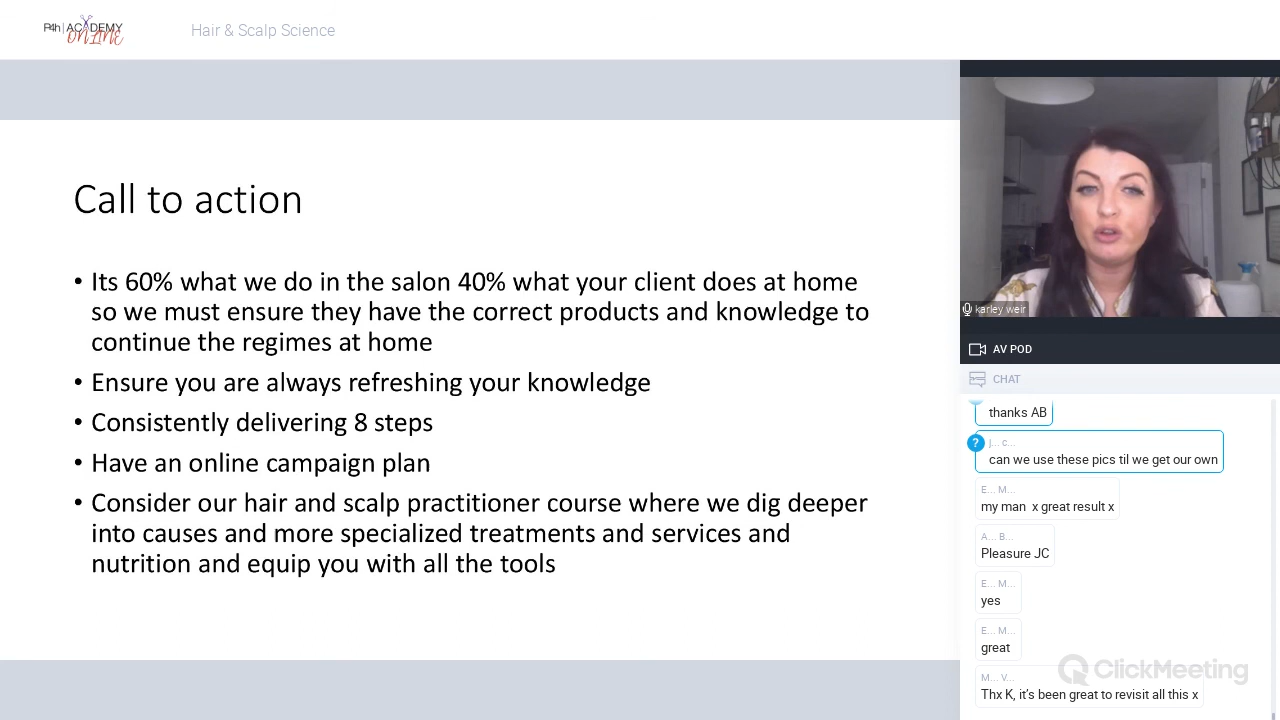 P4h | ACADEMY
ONLINE
Hair & Scalp Science
Call to action
• Its 60% what we do in the salon 40% what your client does at home
so we must ensure they have the correct products and knowledge to
continue the regimes at home
• Ensure you are always refreshing your knowledge
• Consistently delivering 8 steps
• Have an online campaign plan
• Consider our hair and scalp practitioner course where we dig deeper
into causes and more specialized treatments and services and
nutrition and equip you with all the tools
karley weir
AV POD
CHAT
thanks AB
?
j... c...
can we use these pics til we get our own
E... M...
my man x great result x
A... B...
Pleasure JC
E... M...
yes
E... M...
great
ClickMeeting
M... V...
Thx K, it’s been great to revisit all this x